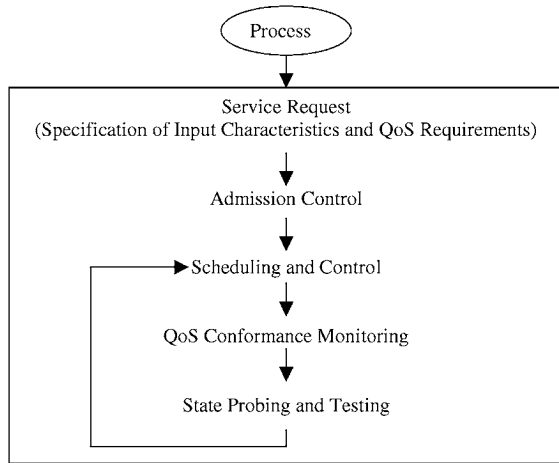 Process
Service Request
(Specification of Input Characteristics and QoS Requirements)
Admission Control
Scheduling and Control
QoS Conformance Monitoring
State Probing and Testing